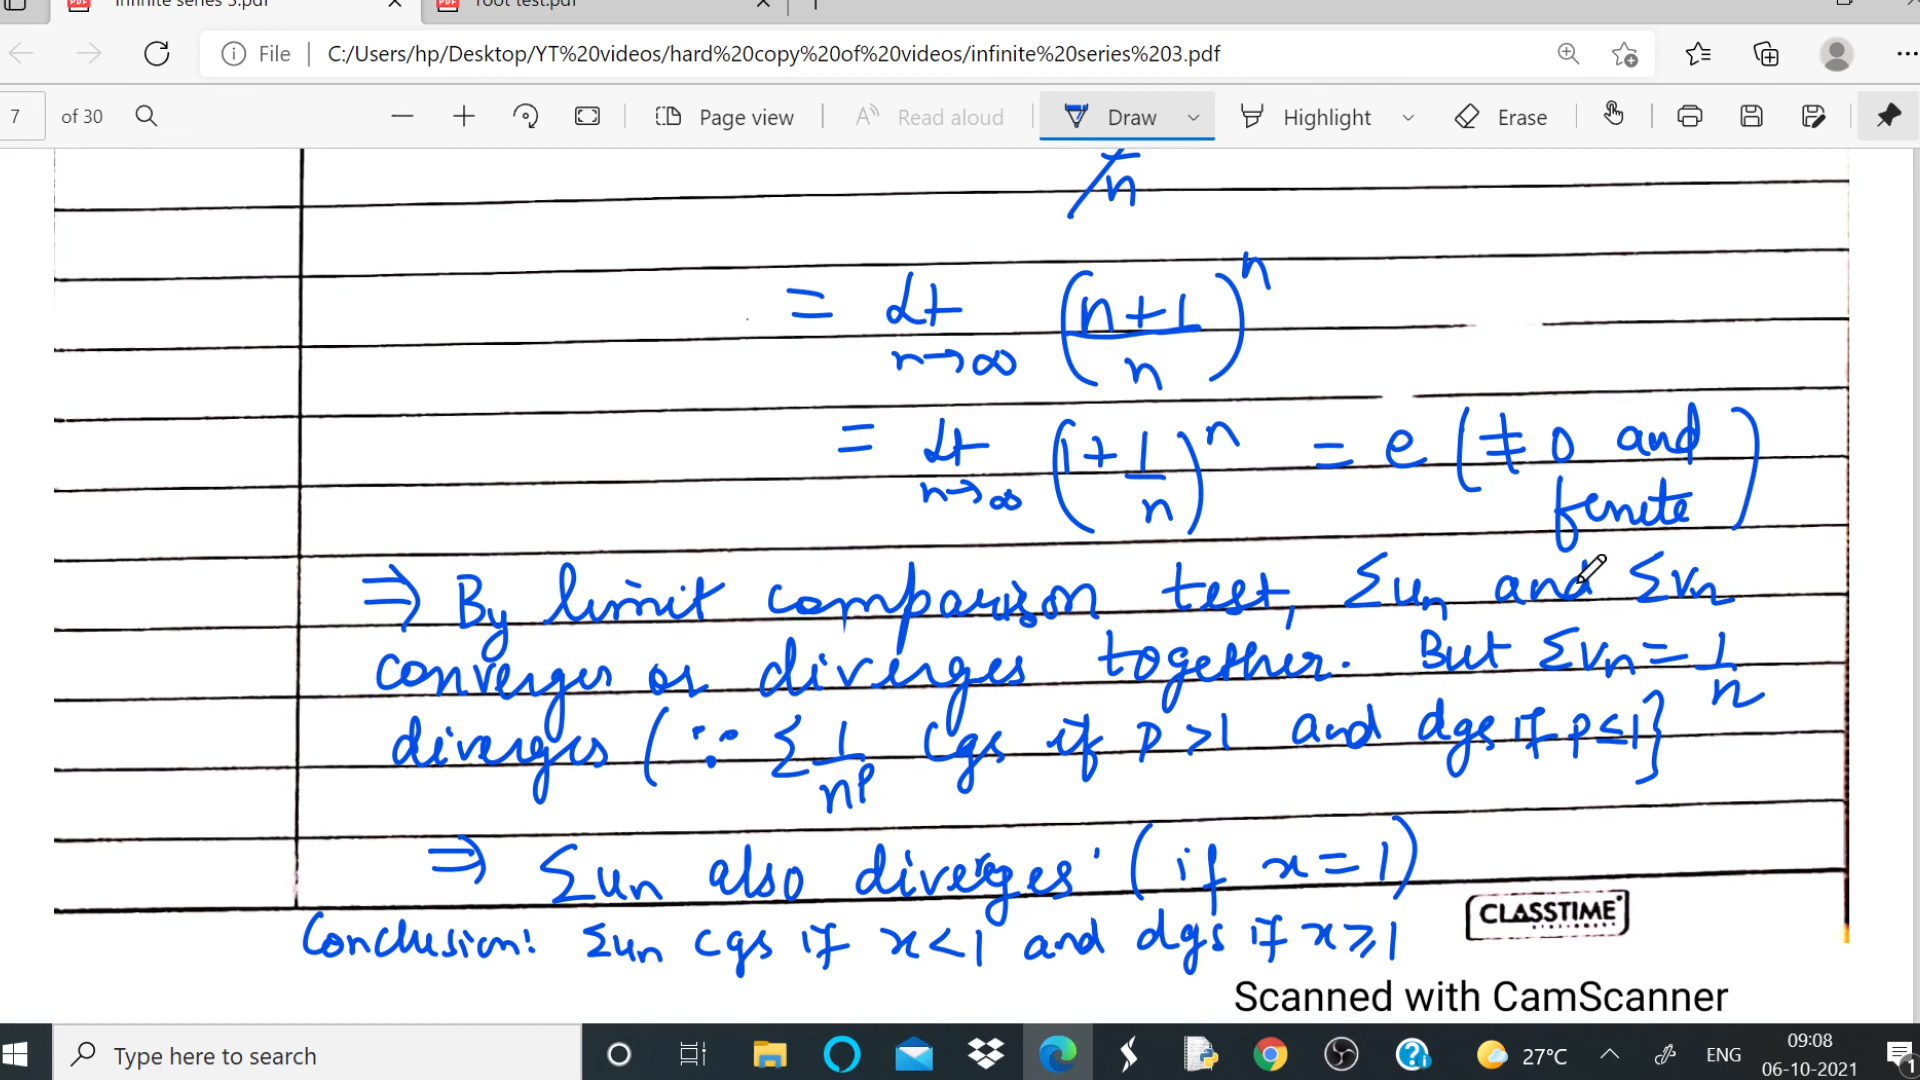 infinite series 3.pdf
root test.pdf
File C:/Users/hp/Desktop/YT%20videos/hard%20copy%20of%20videos/infinite%20series%203.pdf
7 of 30 Page view Read aloud Draw Highlight Erase
n
= Lt n→∞ ((n+1)/n)^n
= Lt n→∞ (1+1/n)^n = e (≠ 0 and
finite)
⇒ By limit comparison test, Σun and Σvn
converges or diverges together. But Σvn = 1/n
diverges (∵ Σ 1/n^p cgs if p >1 and dgs if p≤1}
⇒ Σun also diverges (if x = 1)
Conclusion: Σun cgs if x<1 and dgs if x≥1
CLASSTIME
Scanned with CamScanner
Type here to search
27°C ENG 09:08
06-10-2021
1